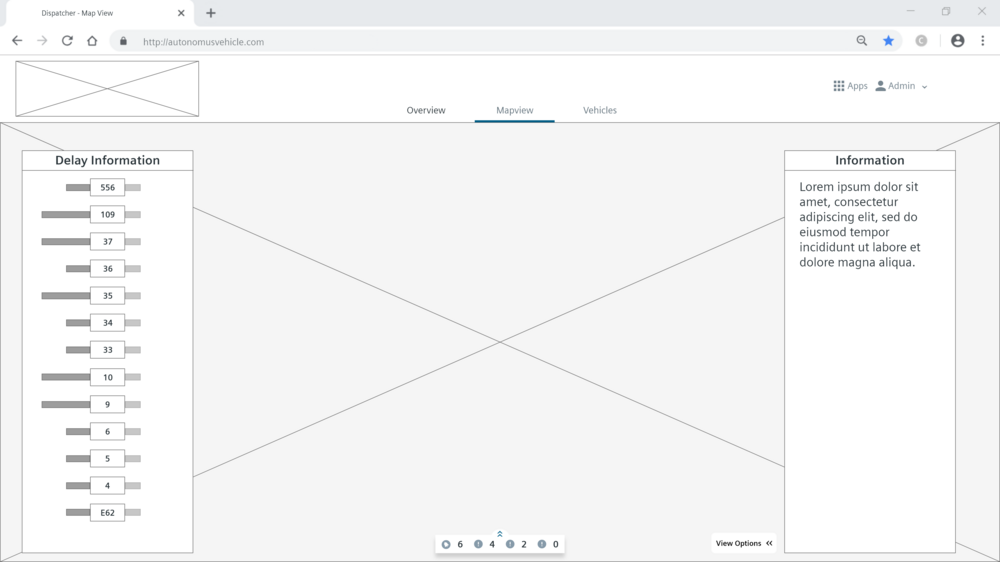 Dispatcher - Map View
http://autonomusvehicle.com
Apps
Admin
Overview
Mapview
Vehicles
Delay Information
556
109
37
36
35
34
33
10
9
6
5
4
E62
Information
Lorem ipsum dolor sit
amet, consectetur
adipiscing elit, sed do
eiusmod tempor
incididunt ut labore et
dolore magna aliqua.
6 4 2 0
View Options